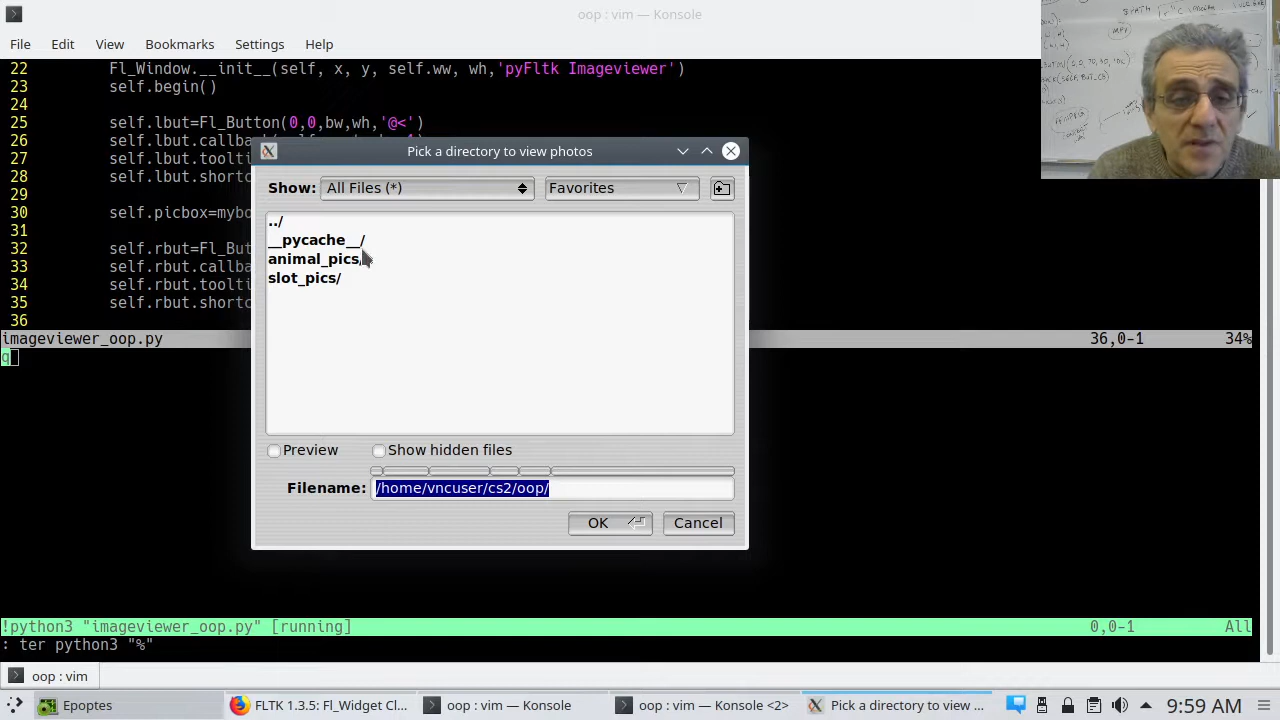 oop : vim — Konsole
File Edit View Bookmarks Settings Help
22 Fl_Window.__init__(self, x, y, self.ww, wh,'pyFltk Imageviewer')
23 self.begin()
24
25 self.lbut=Fl_Button(0,0,bw,wh,'@<')
26 self.lbut.callba
27 self.lbut.toolti
28 self.lbut.shortc
29
30 self.picbox=mybo
31
32 self.rbut=Fl_But
33 self.rbut.callba
34 self.rbut.toolti
35 self.rbut.shortc
36
imageviewer_oop.py 36,0-1 34%
q
Pick a directory to view photos
Show: All Files (*) Favorites
../
__pycache__/
animal_pics/
slot_pics/
Preview Show hidden files
Filename: /home/vncuser/cs2/oop/
OK Cancel
!python3 "imageviewer_oop.py" [running] 0,0-1 All
: ter python3 "%"
oop : vim
Epoptes FLTK 1.3.5: Fl_Widget Cl... oop : vim — Konsole oop : vim — Konsole <2> Pick a directory to view ... 9:59 AM